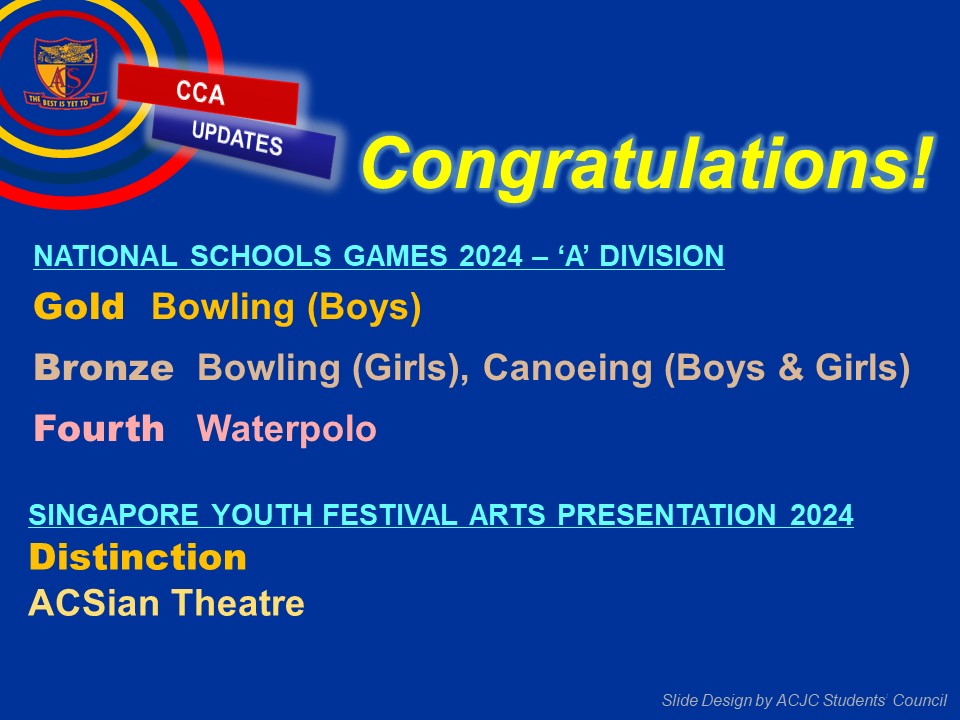 ACS
THE BEST IS YET TO BE
CCA
UPDATES
Congratulations!
NATIONAL SCHOOLS GAMES 2024 – ‘A’ DIVISION
Gold Bowling (Boys)
Bronze Bowling (Girls), Canoeing (Boys & Girls)
Fourth Waterpolo
SINGAPORE YOUTH FESTIVAL ARTS PRESENTATION 2024
Distinction
ACSian Theatre
Slide Design by ACJC Students’ Council